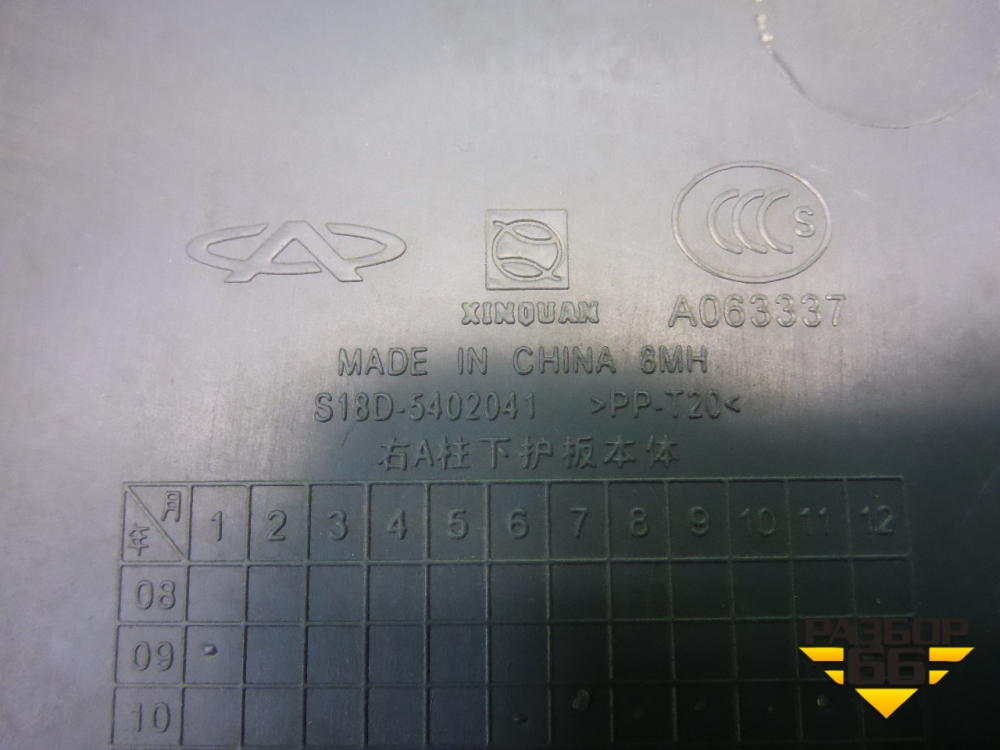 S
XINQUAN A063337
MADE IN CHINA 8MH
S18D-5402041 >PP-T20<
右A柱下护板本体
月 1 2 3 4 5 6 7 8 9 10 11 12
年
08
09
10
РАЗБОР
66